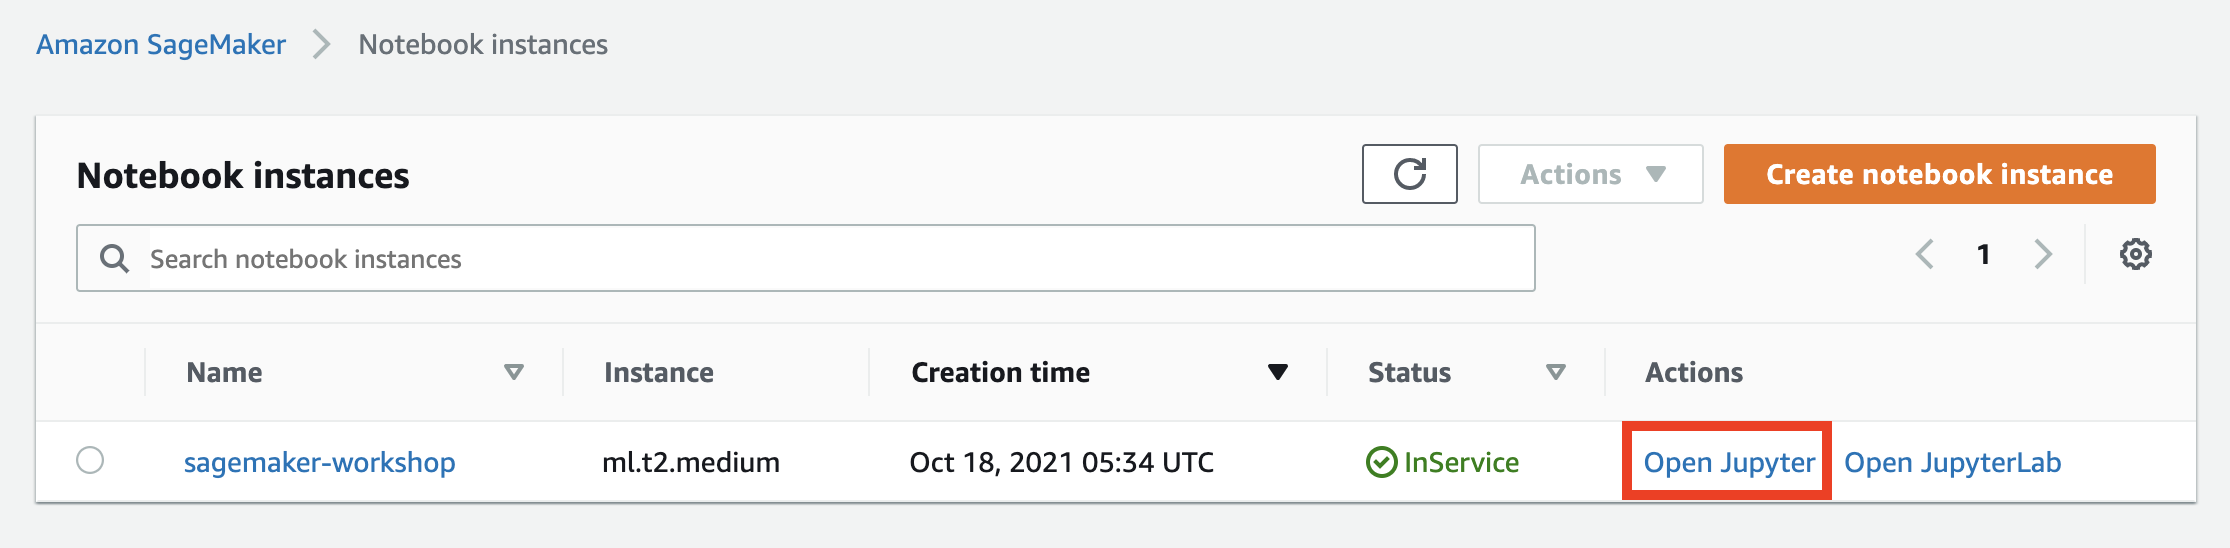 Amazon SageMaker > Notebook instances
Notebook instances
Actions
Create notebook instance
Search notebook instances
1
Name Instance Creation time Status Actions
sagemaker-workshop ml.t2.medium Oct 18, 2021 05:34 UTC InService Open Jupyter Open JupyterLab